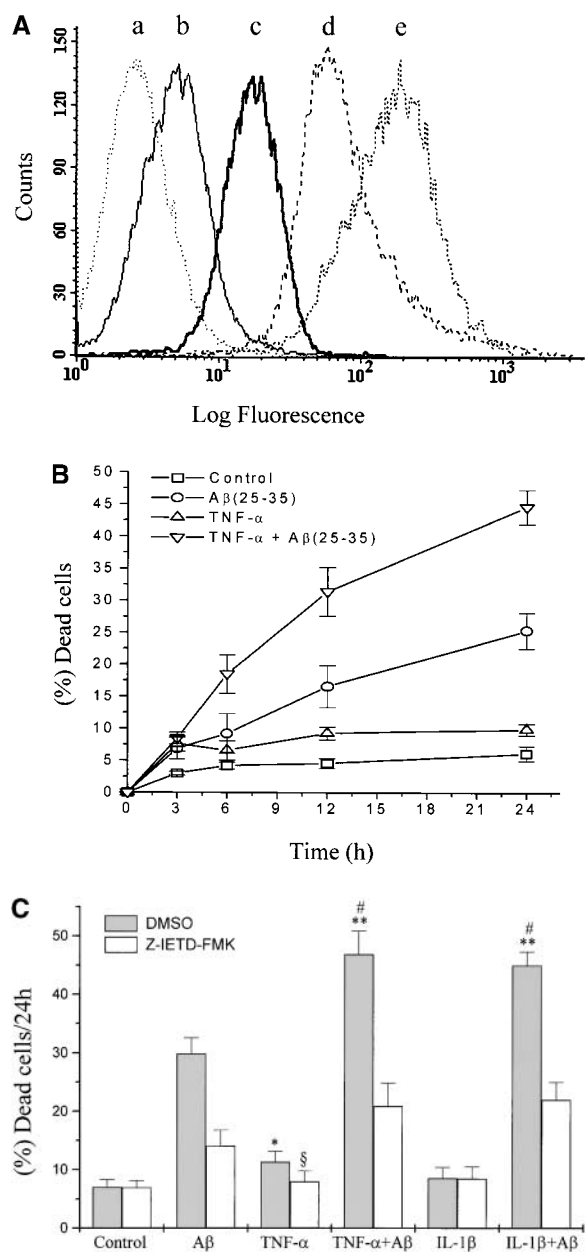 A
a b c d e
150
120
90
60
30
0
Counts
10^0 10^1 10^2 10^3
Log Fluorescence
B
Control
Aβ(25-35)
TNF-α
TNF-α + Aβ(25-35)
50
45
40
35
30
25
20
15
10
5
0
(%) Dead cells
0 3 6 9 12 15 18 21 24
Time (h)
C
DMSO
Z-IETD-FMK
# #
** **
* §
50
40
30
20
10
0
(%) Dead cells/24h
Control Aβ TNF-α TNF-α+Aβ IL-1β IL-1β+Aβ